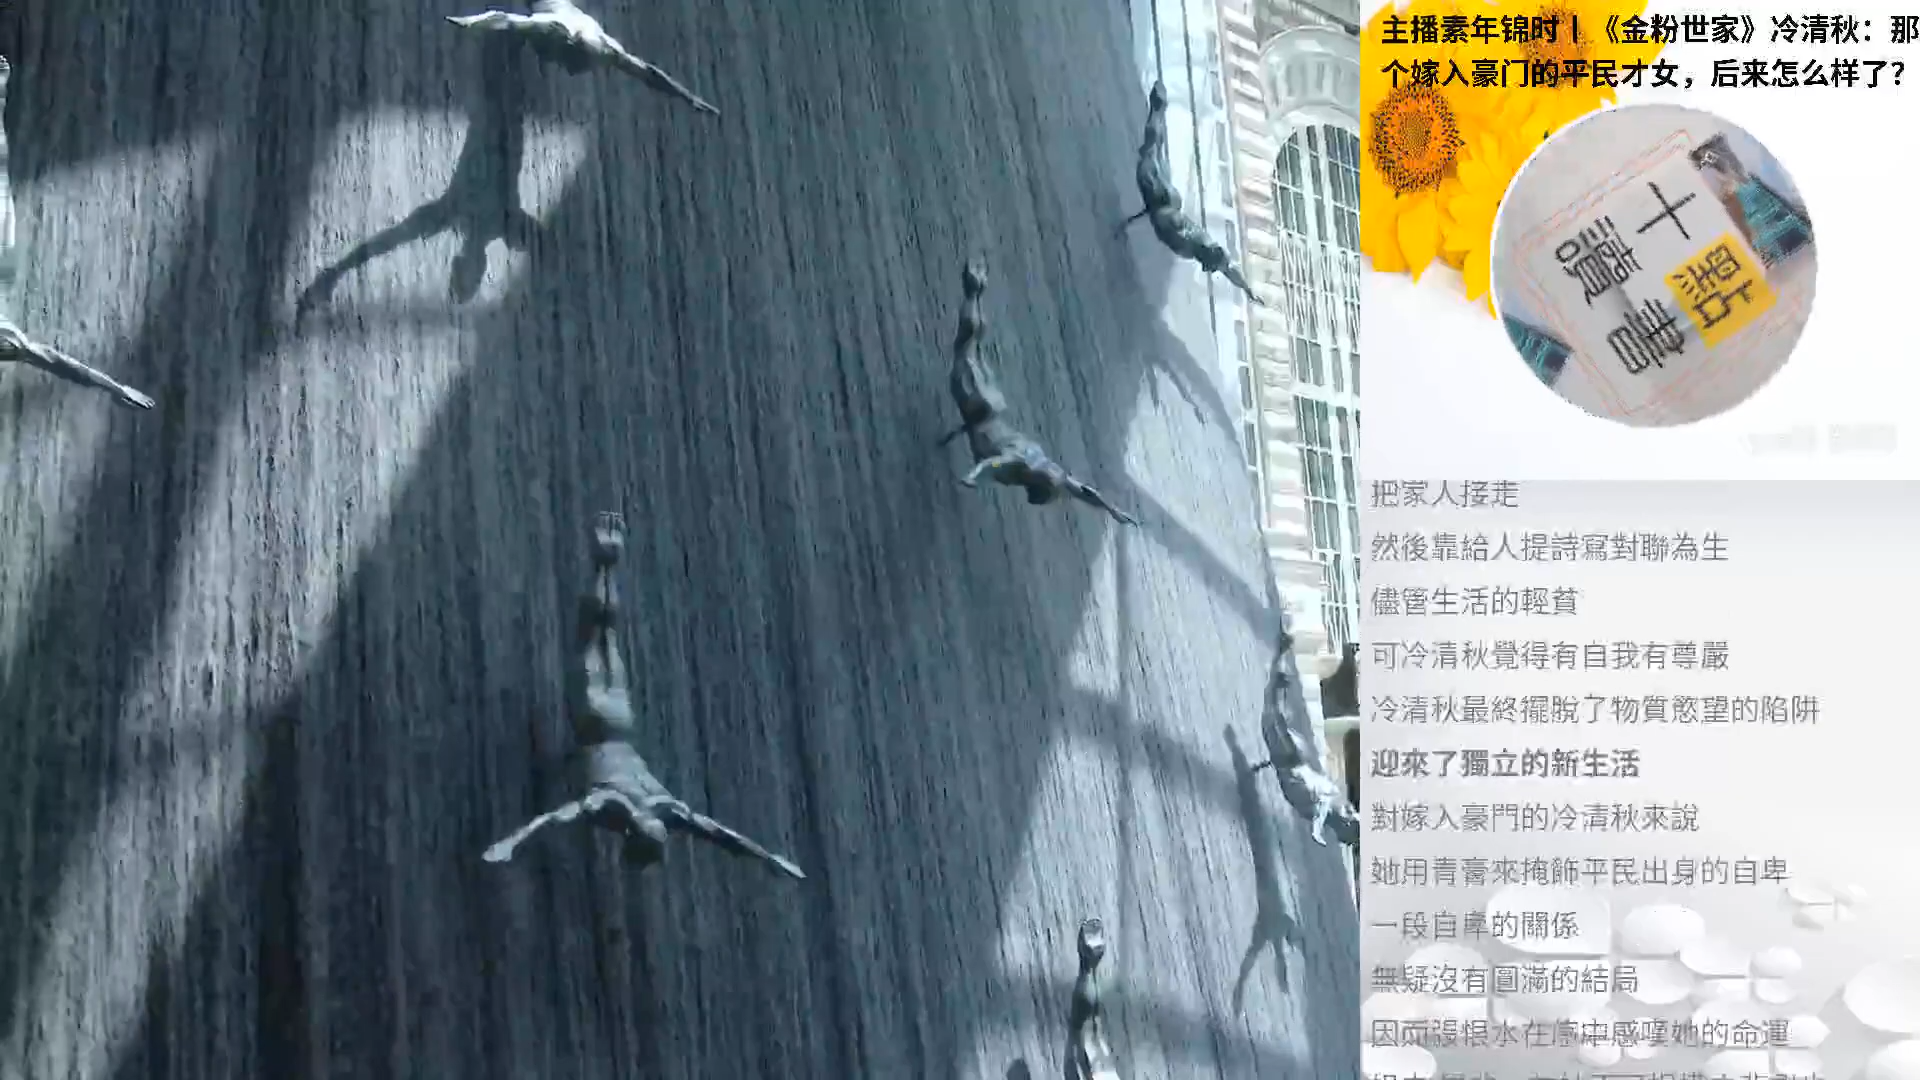 主播素年锦时丨《金粉世家》冷清秋：那
个嫁入豪门的平民才女，后来怎么样了？
十
點
讀書
把家人接走
然後靠給人提詩寫對聯為生
儘管生活的輕貧
可冷清秋覺得有自我有尊嚴
冷清秋最終擺脫了物質慾望的陷阱
迎來了獨立的新生活
對嫁入豪門的冷清秋來說
她用青膏來掩飾平民出身的自卑
一段自卑的關係
無疑沒有圓滿的結局
因而張恨水在序中感嘆她的命運